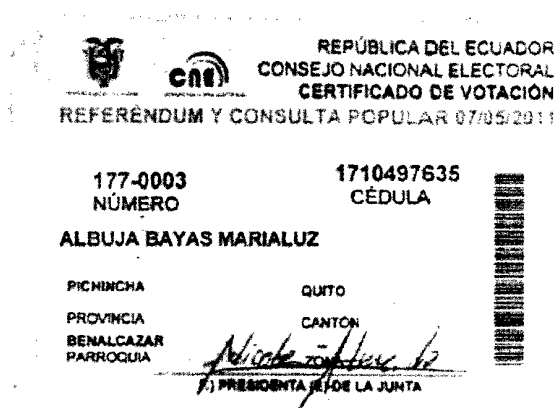 REPÚBLICA DEL ECUADOR
cne
CONSEJO NACIONAL ELECTORAL
CERTIFICADO DE VOTACIÓN
REFERÉNDUM Y CONSULTA POPULAR 07/05/2011
177-0003 1710497635
NÚMERO CÉDULA
ALBUJA BAYAS MARIALUZ
PICHINCHA QUITO
PROVINCIA CANTÓN
BENALCAZAR
PARROQUIA
F.) PRESIDENTA (E) DE LA JUNTA